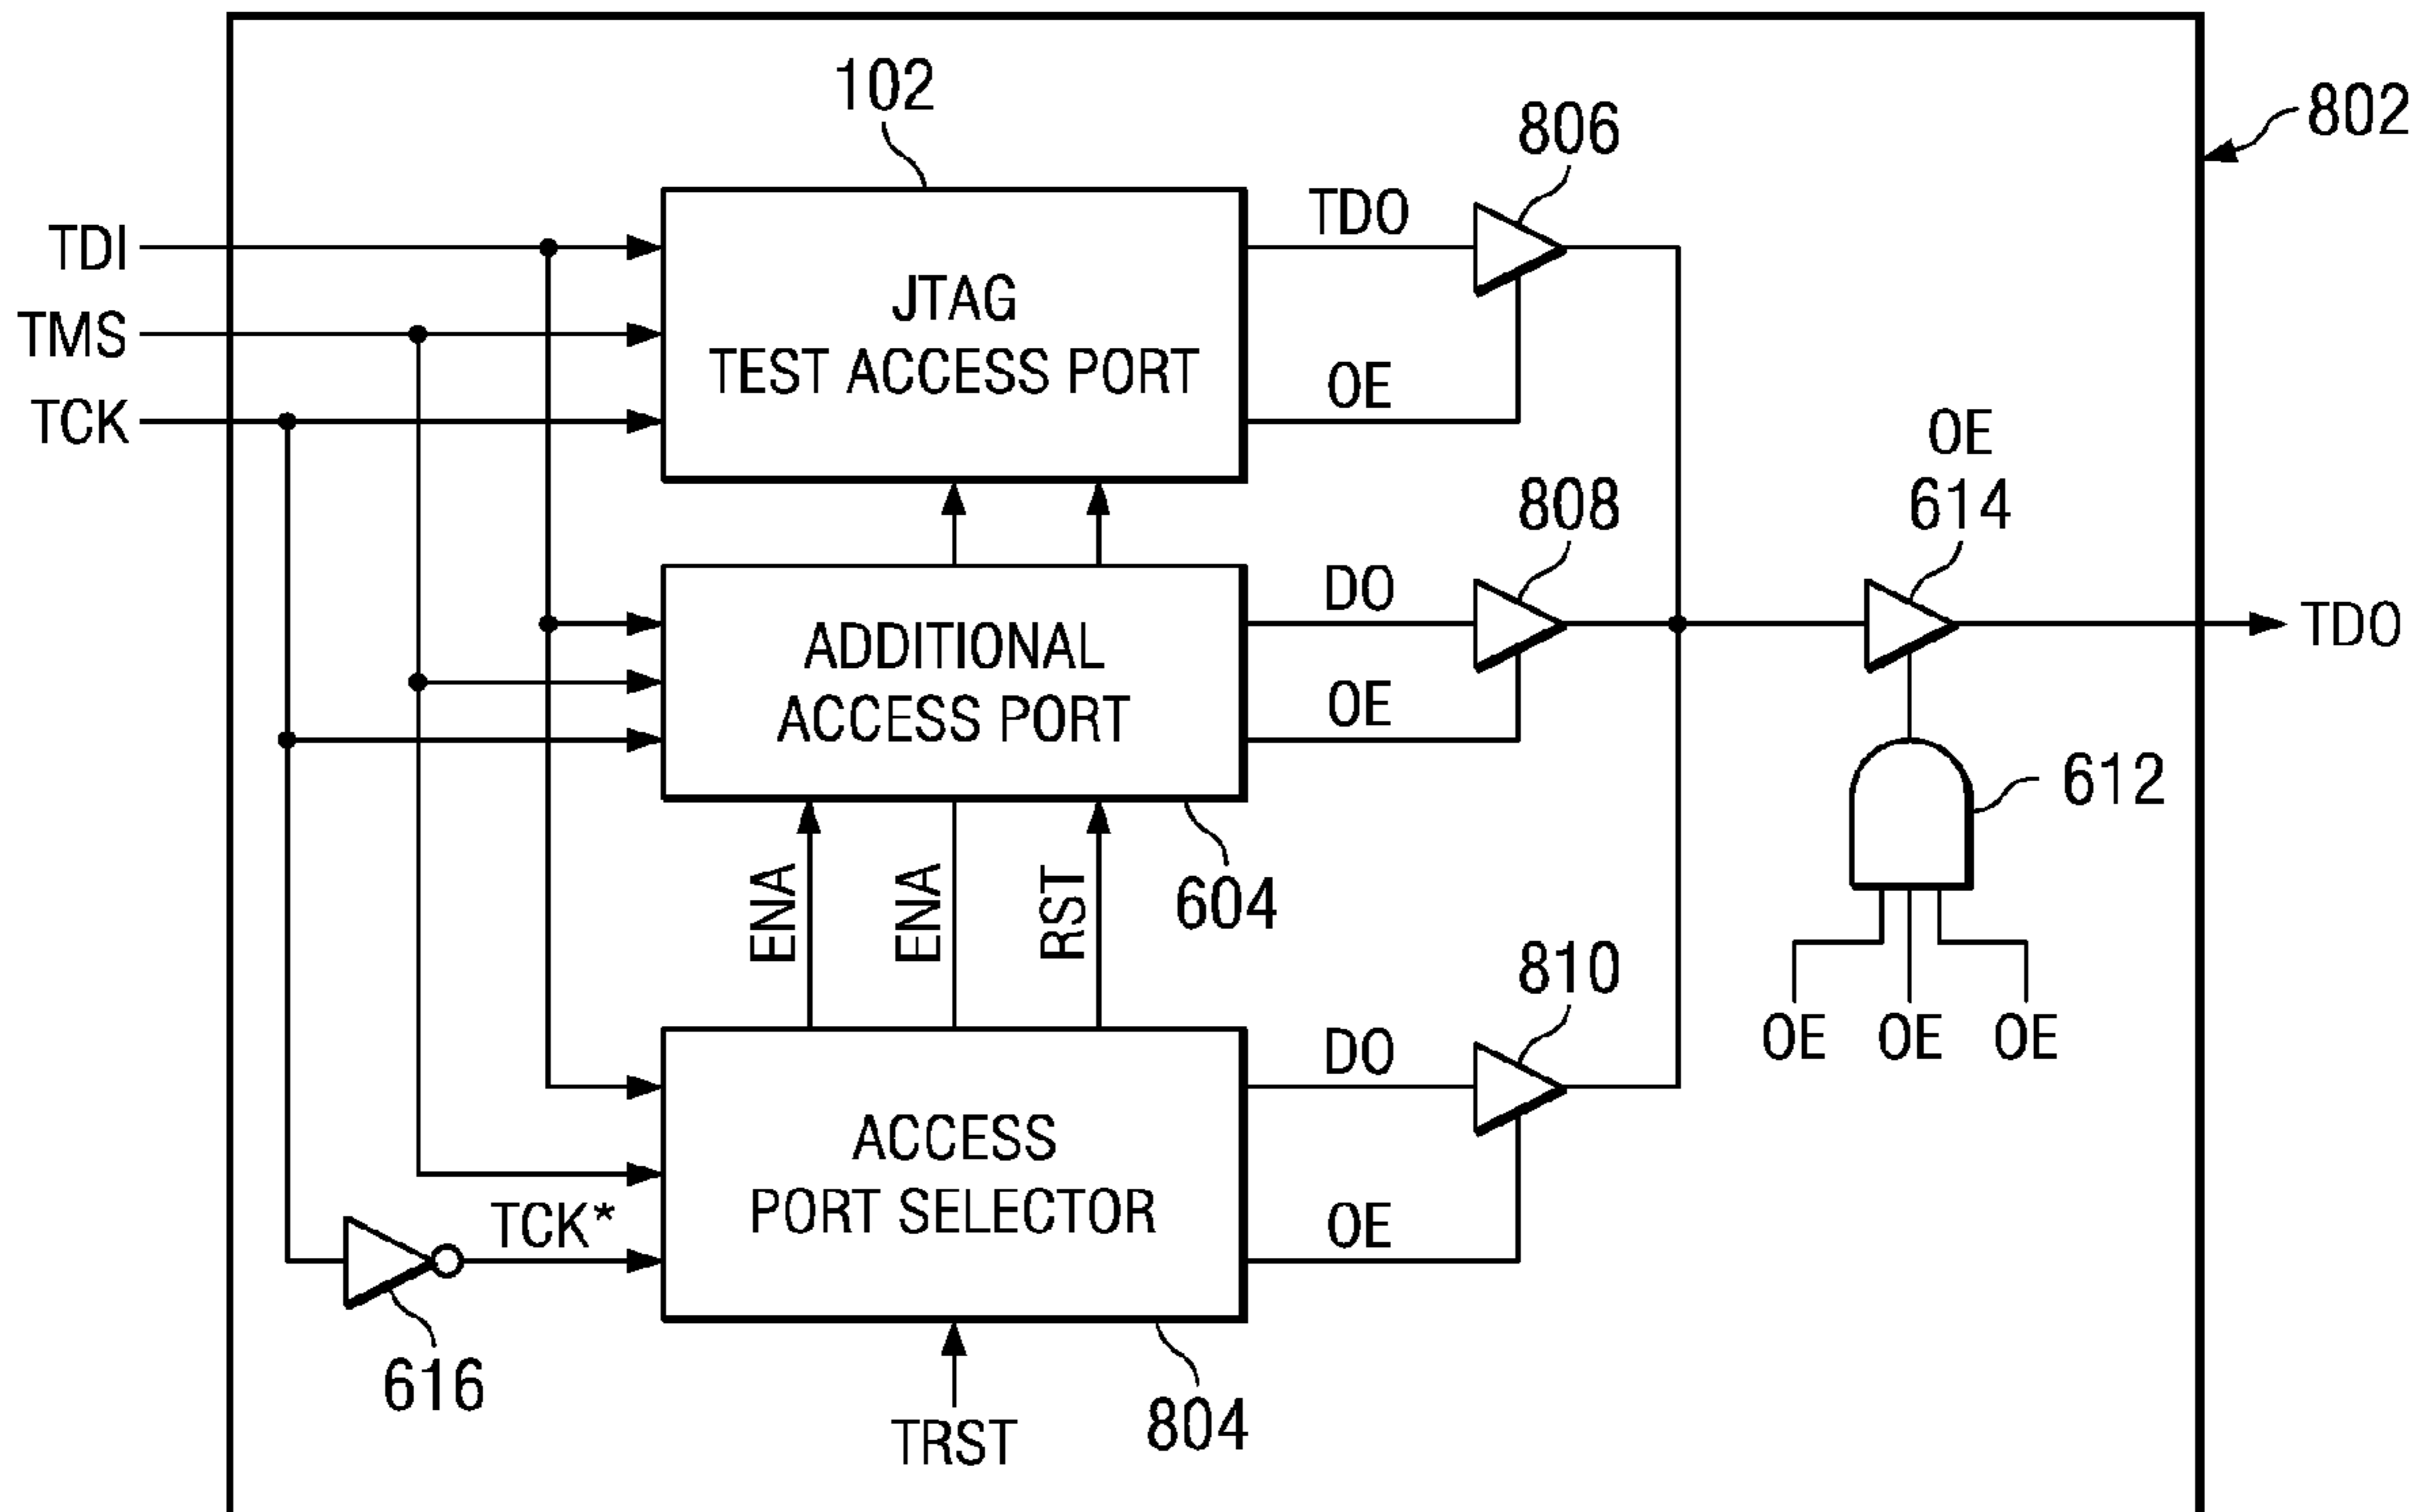 102
806
802
TDI
TMS
TCK
JTAG
TEST ACCESS PORT
TDO
OE
OE
614
808
ADDITIONAL
ACCESS PORT
DO
OE
TDO
612
ENA
ENA
RST
604
810
OE
OE
OE
ACCESS
PORT SELECTOR
DO
OE
TCK*
616
TRST
804